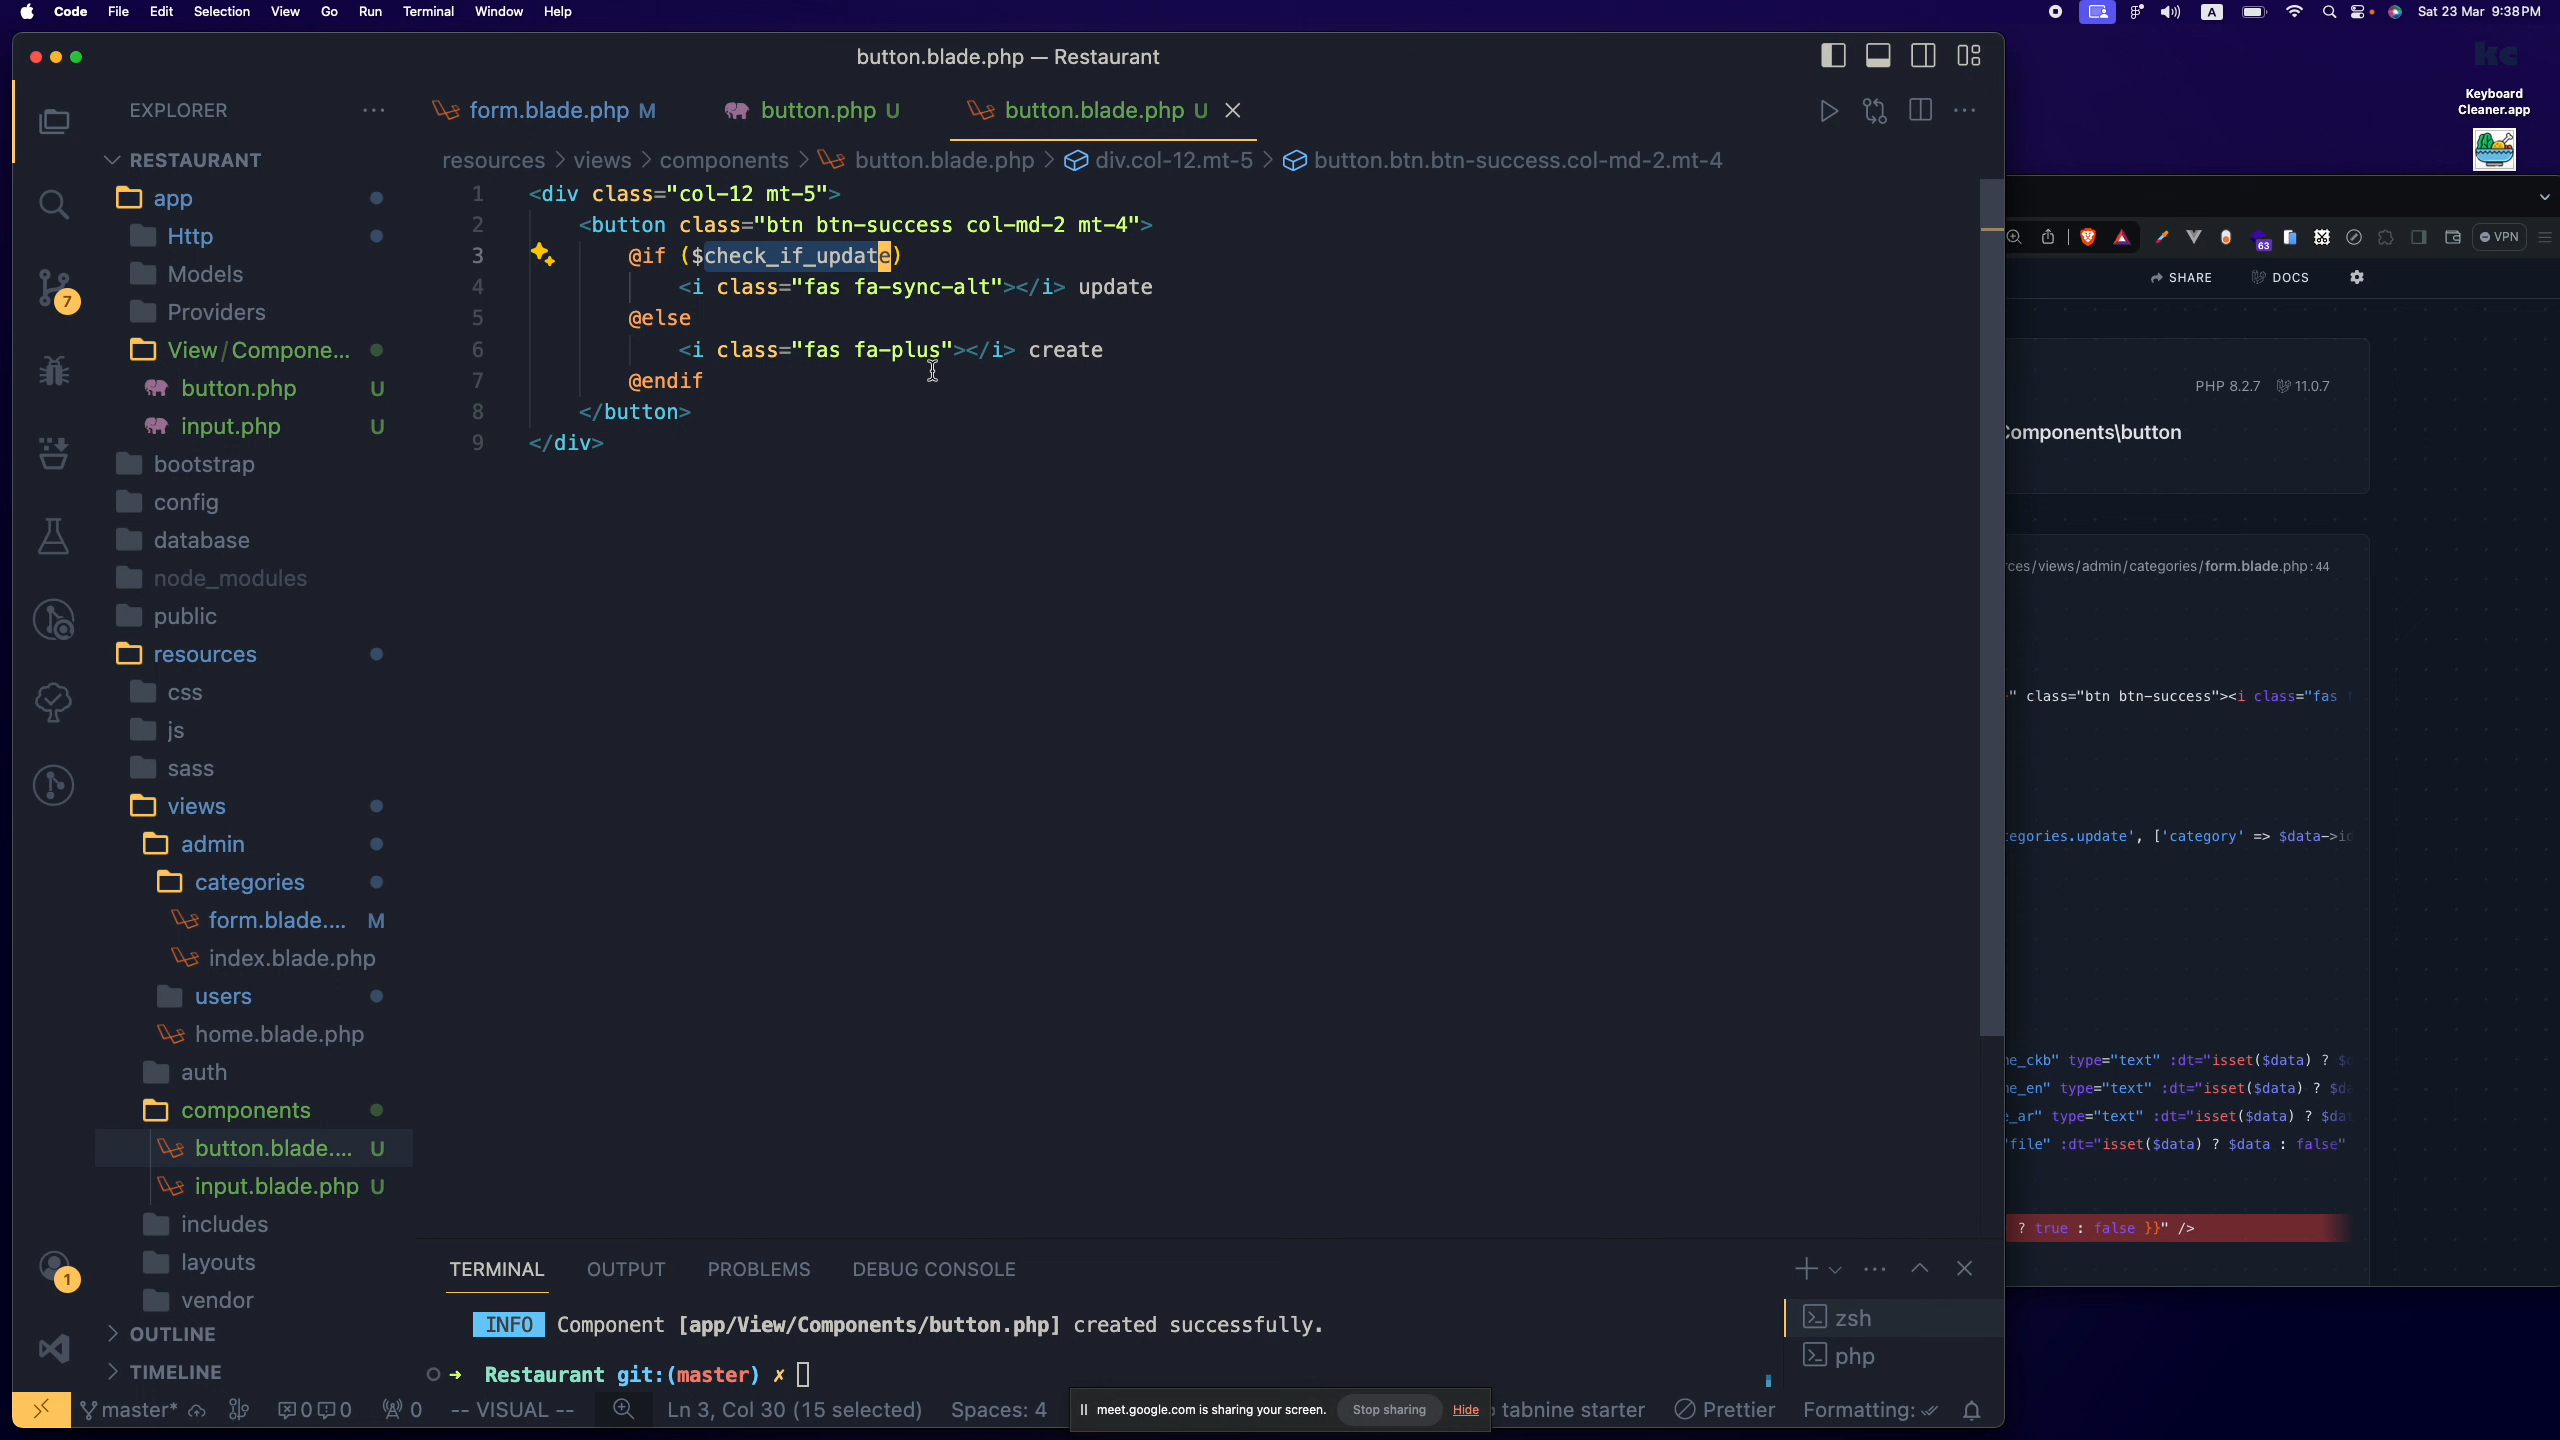 Code File Edit Selection View Go Run Terminal Window Help
A
Sat 23 Mar 9:38PM
button.blade.php — Restaurant
kc
Keyboard
Cleaner.app
EXPLORER
form.blade.php M
button.php U
button.blade.php U
RESTAURANT
app
Http
Models
Providers
View/Compone...
button.php U
input.php U
bootstrap
config
database
node_modules
public
resources
css
js
sass
views
admin
categories
form.blade.... M
index.blade.php
users
home.blade.php
auth
components
button.blade.... U
input.blade.php U
includes
layouts
vendor
OUTLINE
TIMELINE
7
1
resources > views > components > button.blade.php > div.col-12.mt-5 > button.btn.btn-success.col-md-2.mt-4
1 <div class="col-12 mt-5">
2 <button class="btn btn-success col-md-2 mt-4">
3 @if ($check_if_update)
4 <i class="fas fa-sync-alt"></i> update
5 @else
6 <i class="fas fa-plus"></i> create
7 @endif
8 </button>
9 </div>
TERMINAL OUTPUT PROBLEMS DEBUG CONSOLE
INFO Component [app/View/Components/button.php] created successfully.
Restaurant git:(master) ✗
zsh
php
master* 0 0 0 -- VISUAL -- Ln 3, Col 30 (15 selected) Spaces: 4
meet.google.com is sharing your screen. Stop sharing Hide
tabnine starter Prettier Formatting:
63
VPN
SHARE DOCS
PHP 8.2.7 11.0.7
Components\button
ces/views/admin/categories/form.blade.php:44
" class="btn btn-success"><i class="fas
egories.update', ['category' => $data->id
e_ckb" type="text" :dt="isset($data) ? $
e_en" type="text" :dt="isset($data) ? $da
_ar" type="text" :dt="isset($data) ? $dat
"file" :dt="isset($data) ? $data : false"
? true : false }}" />